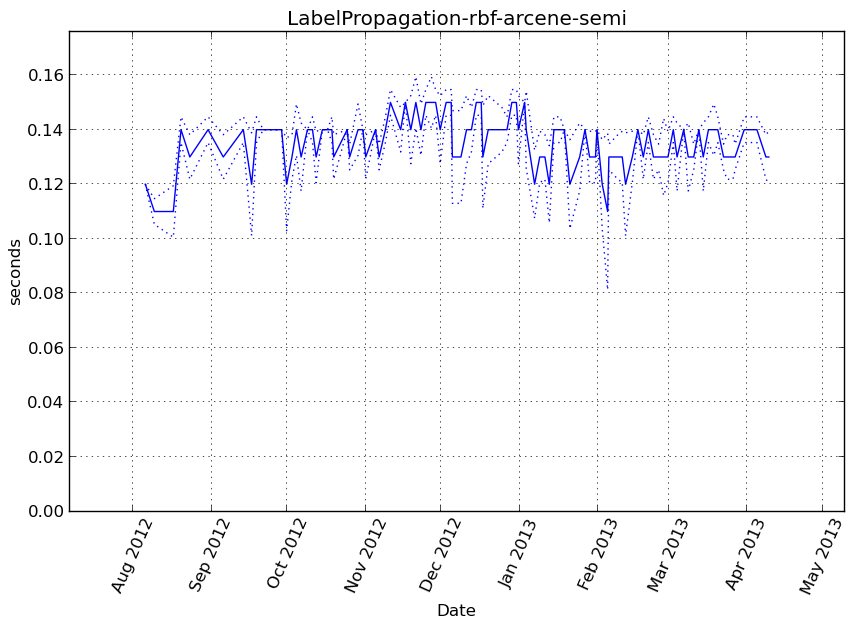 LabelPropagation-rbf-arcene-semi
0.16
0.14
0.12
0.10
0.08
0.06
0.04
0.02
0.00
seconds
Aug 2012
Sep 2012
Oct 2012
Nov 2012
Dec 2012
Jan 2013
Feb 2013
Mar 2013
Apr 2013
May 2013
Date